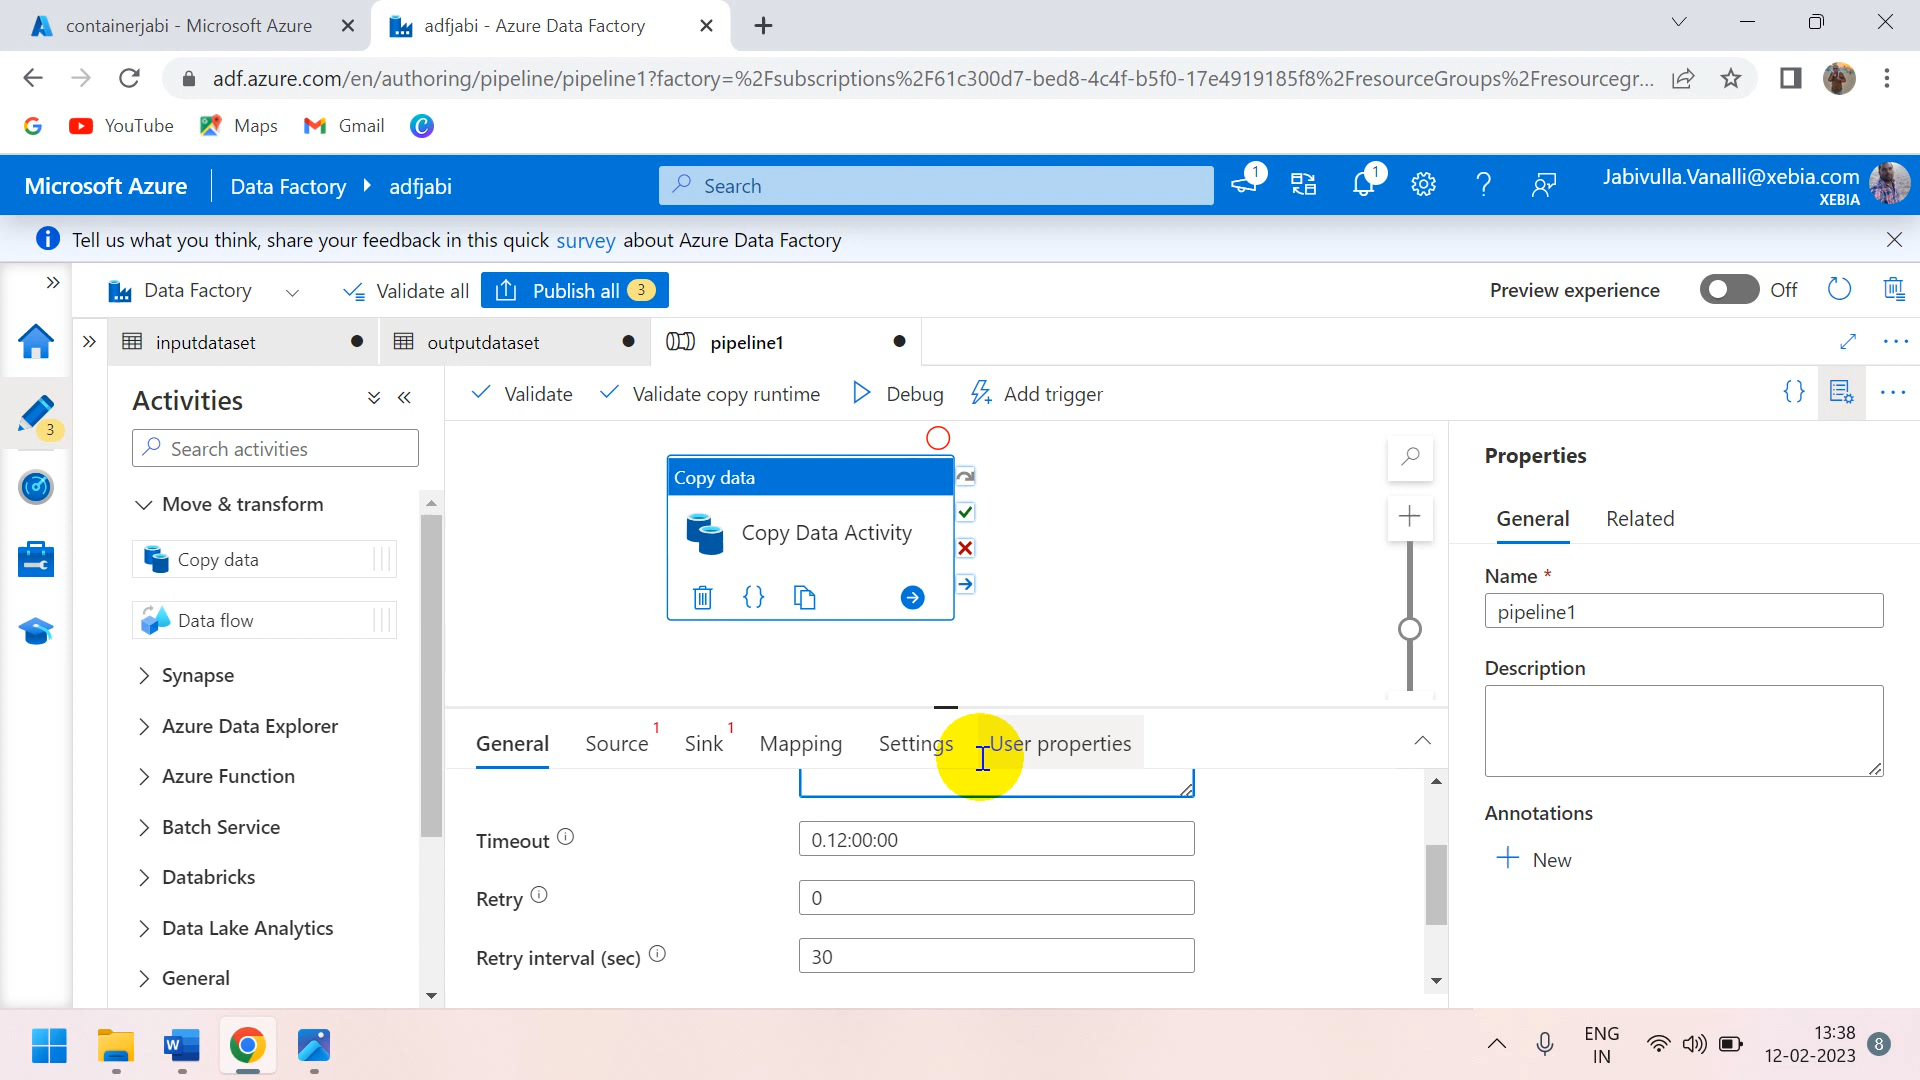 containerjabi - Microsoft Azure
adfjabi - Azure Data Factory
adf.azure.com/en/authoring/pipeline/pipeline1?factory=%2Fsubscriptions%2F61c300d7-bed8-4c4f-b5f0-17e4919185f8%2FresourceGroups%2Fresourcegr...
YouTube
Maps
Gmail
Microsoft Azure
Data Factory
adfjabi
Search
1
1
Jabivulla.Vanalli@xebia.com
XEBIA
Tell us what you think, share your feedback in this quick survey about Azure Data Factory
Data Factory
Validate all
Publish all 3
Preview experience
Off
inputdataset
outputdataset
pipeline1
3
Activities
Search activities
Move & transform
Copy data
Data flow
Synapse
Azure Data Explorer
Azure Function
Batch Service
Databricks
Data Lake Analytics
General
Validate
Validate copy runtime
Debug
Add trigger
Copy data
Copy Data Activity
General
Source 1
Sink 1
Mapping
Settings
User properties
Timeout
0.12:00:00
Retry
0
Retry interval (sec)
30
Properties
General
Related
Name *
pipeline1
Description
Annotations
New
ENG
IN
13:38
12-02-2023
8